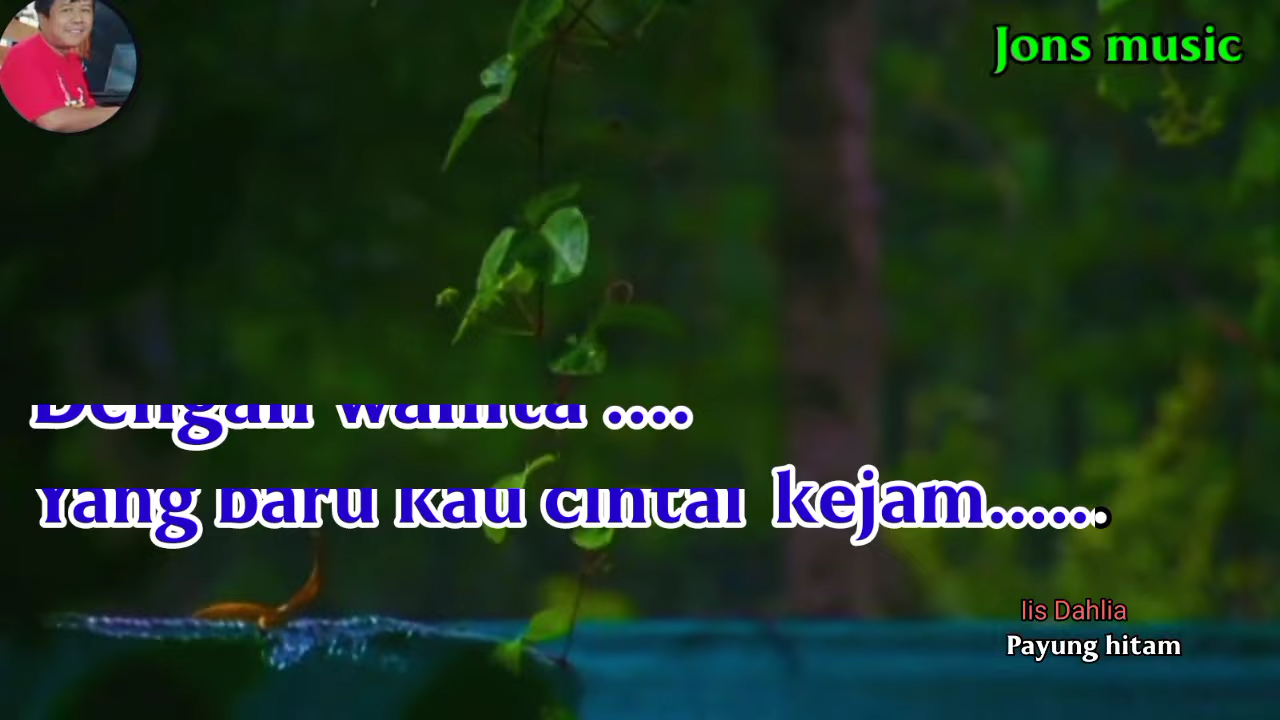 Jons music
Dengan wanita ....
Yang baru kau cintai kejam.......
Iis Dahlia
Payung hitam